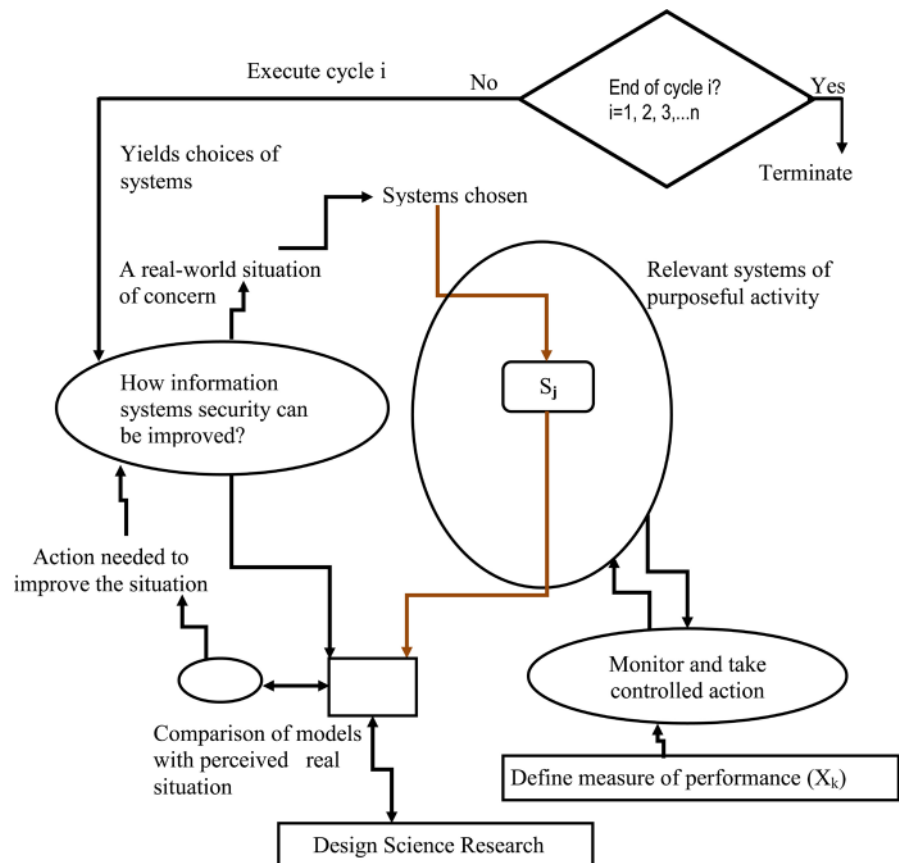 Execute cycle i
No
End of cycle i?
i=1, 2, 3,...n
Yes
Terminate
Yields choices of
systems
Systems chosen
A real-world situation
of concern
Relevant systems of
purposeful activity
How information
systems security can
be improved?
Sj
Action needed to
improve the situation
Monitor and take
controlled action
Comparison of models
with perceived real
situation
Define measure of performance (Xk)
Design Science Research